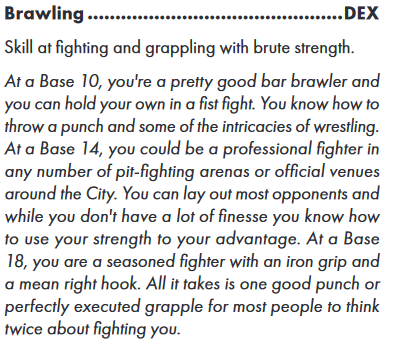 Brawling ............................................DEX
Skill at fighting and grappling with brute strength.
At a Base 10, you're a pretty good bar brawler and
you can hold your own in a fist fight. You know how to
throw a punch and some of the intricacies of wrestling.
At a Base 14, you could be a professional fighter in
any number of pit-fighting arenas or official venues
around the City. You can lay out most opponents and
while you don't have a lot of finesse you know how
to use your strength to your advantage. At a Base
18, you are a seasoned fighter with an iron grip and
a mean right hook. All it takes is one good punch or
perfectly executed grapple for most people to think
twice about fighting you.